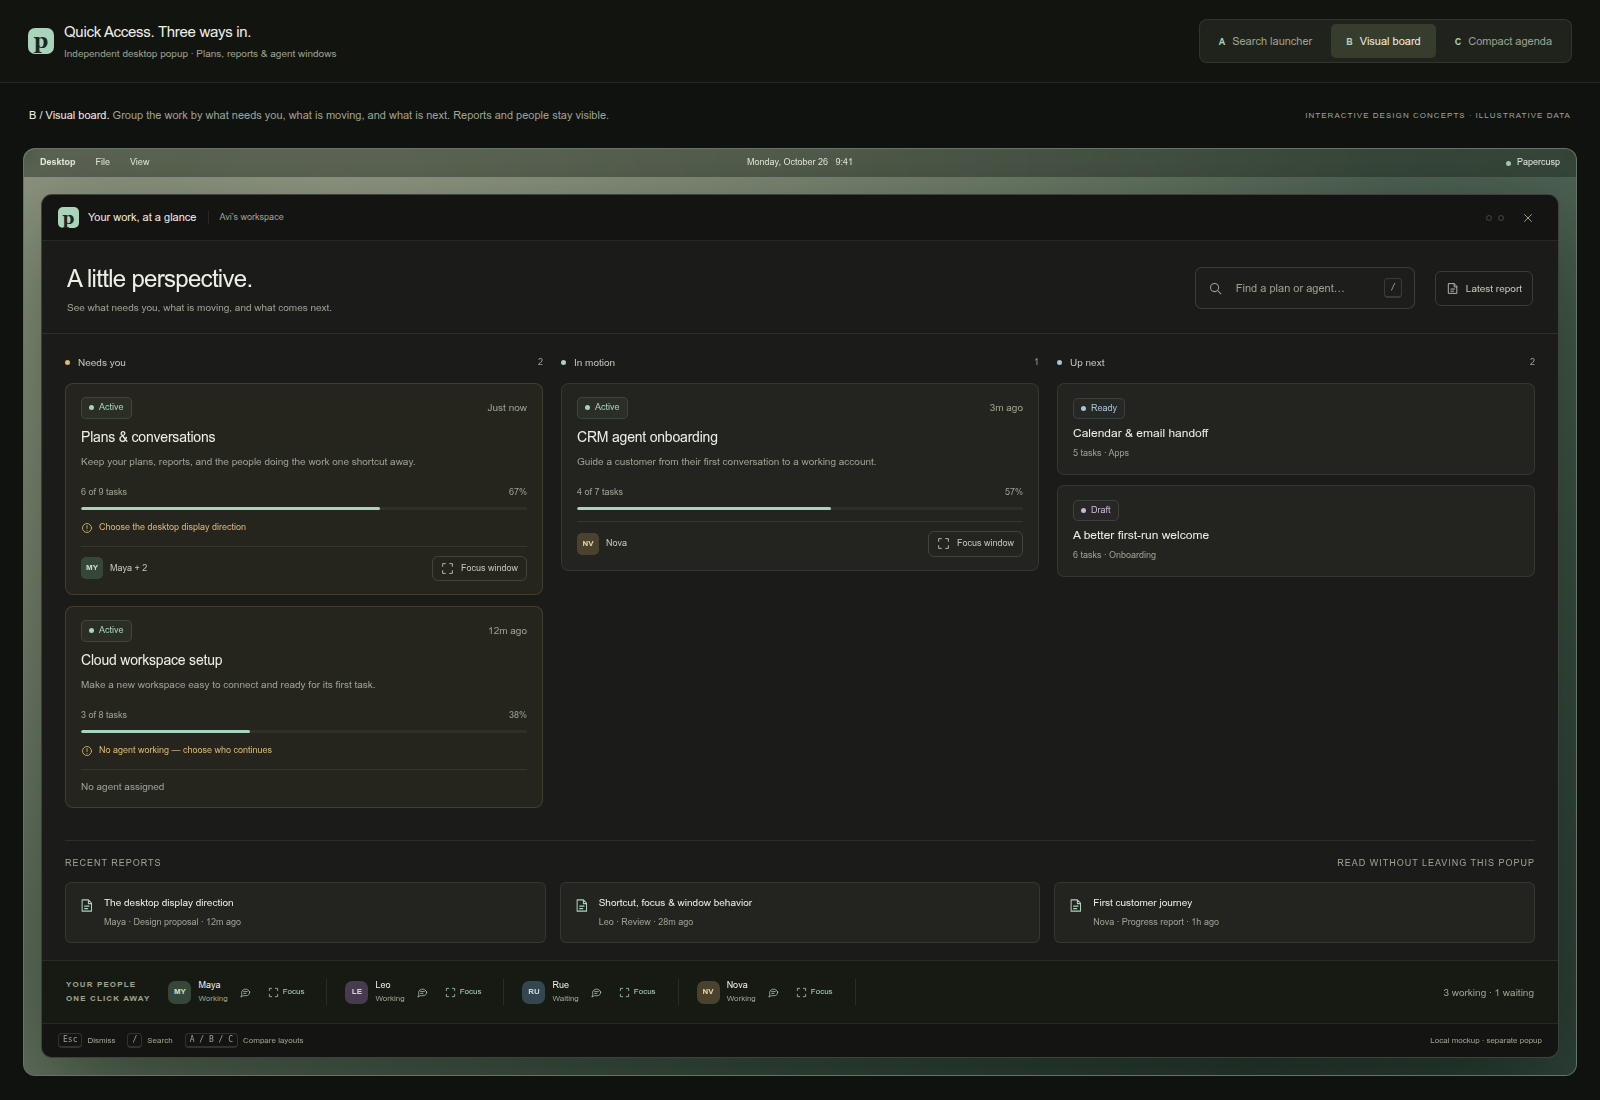 p
Quick Access. Three ways in.
Independent desktop popup · Plans, reports & agent windows
A Search launcher
B Visual board
C Compact agenda
B / Visual board. Group the work by what needs you, what is moving, and what is next. Reports and people stay visible.
INTERACTIVE DESIGN CONCEPTS · ILLUSTRATIVE DATA
Desktop File View
Monday, October 26 9:41
Papercusp
p
Your work, at a glance
Avi's workspace
A little perspective.
See what needs you, what is moving, and what comes next.
Find a plan or agent… /
Latest report
Needs you 2
Active Just now
Plans & conversations
Keep your plans, reports, and the people doing the work one shortcut away.
6 of 9 tasks 67%
Choose the desktop display direction
MY Maya + 2 Focus window
Active 12m ago
Cloud workspace setup
Make a new workspace easy to connect and ready for its first task.
3 of 8 tasks 38%
No agent working — choose who continues
No agent assigned
In motion 1
Active 3m ago
CRM agent onboarding
Guide a customer from their first conversation to a working account.
4 of 7 tasks 57%
NV Nova Focus window
Up next 2
Ready
Calendar & email handoff
5 tasks · Apps
Draft
A better first-run welcome
6 tasks · Onboarding
RECENT REPORTS
READ WITHOUT LEAVING THIS POPUP
The desktop display direction
Maya · Design proposal · 12m ago
Shortcut, focus & window behavior
Leo · Review · 28m ago
First customer journey
Nova · Progress report · 1h ago
YOUR PEOPLE
ONE CLICK AWAY
MY Maya
Working
Focus
LE Leo
Working
Focus
RU Rue
Waiting
Focus
NV Nova
Working
Focus
3 working · 1 waiting
Esc Dismiss / Search A / B / C Compare layouts
Local mockup · separate popup